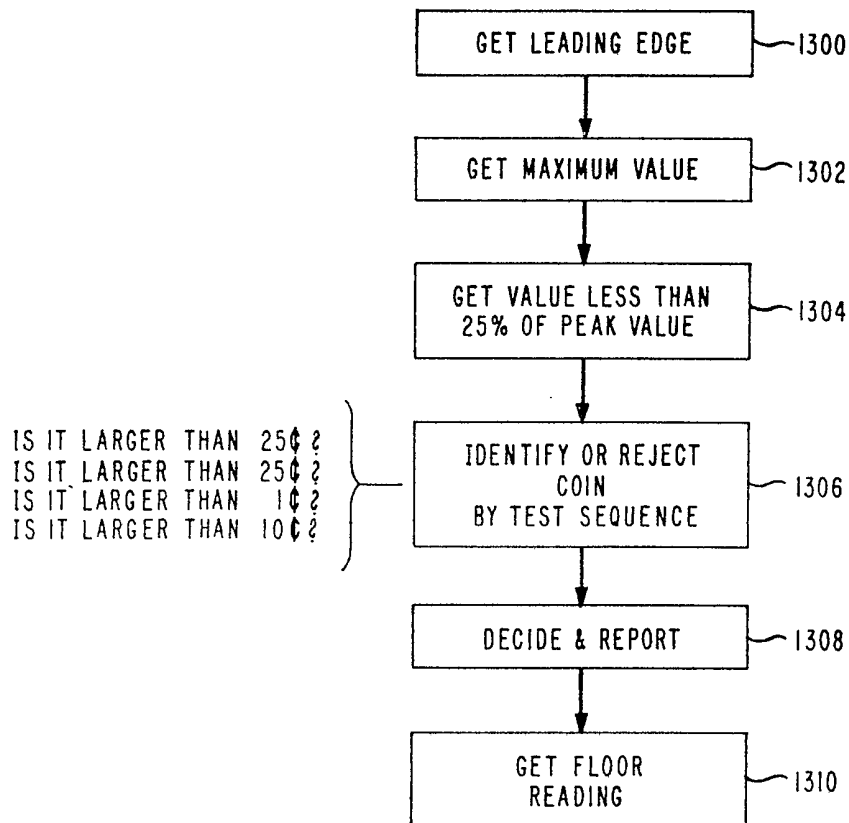 GET LEADING EDGE
1300
GET MAXIMUM VALUE
1302
GET VALUE LESS THAN
25% OF PEAK VALUE
1304
IS IT LARGER THAN 25¢?
IS IT LARGER THAN 25¢?
IS IT LARGER THAN 1¢?
IS IT LARGER THAN 10¢?
IDENTIFY OR REJECT
COIN
BY TEST SEQUENCE
1306
DECIDE & REPORT
1308
GET FLOOR
READING
1310